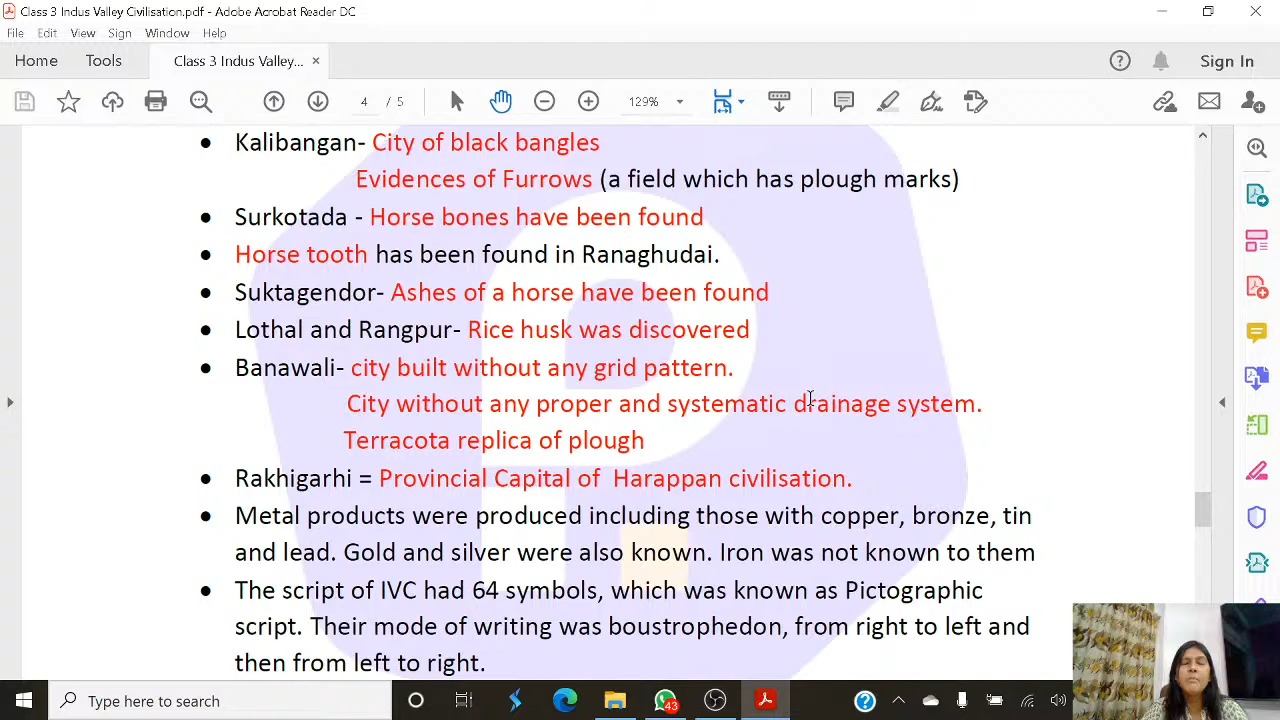 Class 3 Indus Valley Civilisation.pdf - Adobe Acrobat Reader DC
File Edit View Sign Window Help
Home Tools Class 3 Indus Valley... × Sign In
4 / 5 129%
• Kalibangan- City of black bangles
Evidences of Furrows (a field which has plough marks)
• Surkotada - Horse bones have been found
• Horse tooth has been found in Ranaghudai.
• Suktagendor- Ashes of a horse have been found
• Lothal and Rangpur- Rice husk was discovered
• Banawali- city built without any grid pattern.
City without any proper and systematic drainage system.
Terracota replica of plough
• Rakhigarhi = Provincial Capital of Harappan civilisation.
• Metal products were produced including those with copper, bronze, tin
and lead. Gold and silver were also known. Iron was not known to them
• The script of IVC had 64 symbols, which was known as Pictographic
script. Their mode of writing was boustrophedon, from right to left and
then from left to right.
Type here to search 43